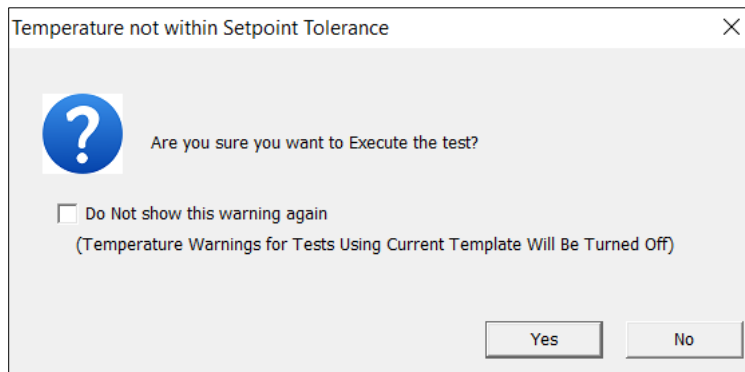 Temperature not within Setpoint Tolerance
Are you sure you want to Execute the test?
Do Not show this warning again
(Temperature Warnings for Tests Using Current Template Will Be Turned Off)
Yes
No